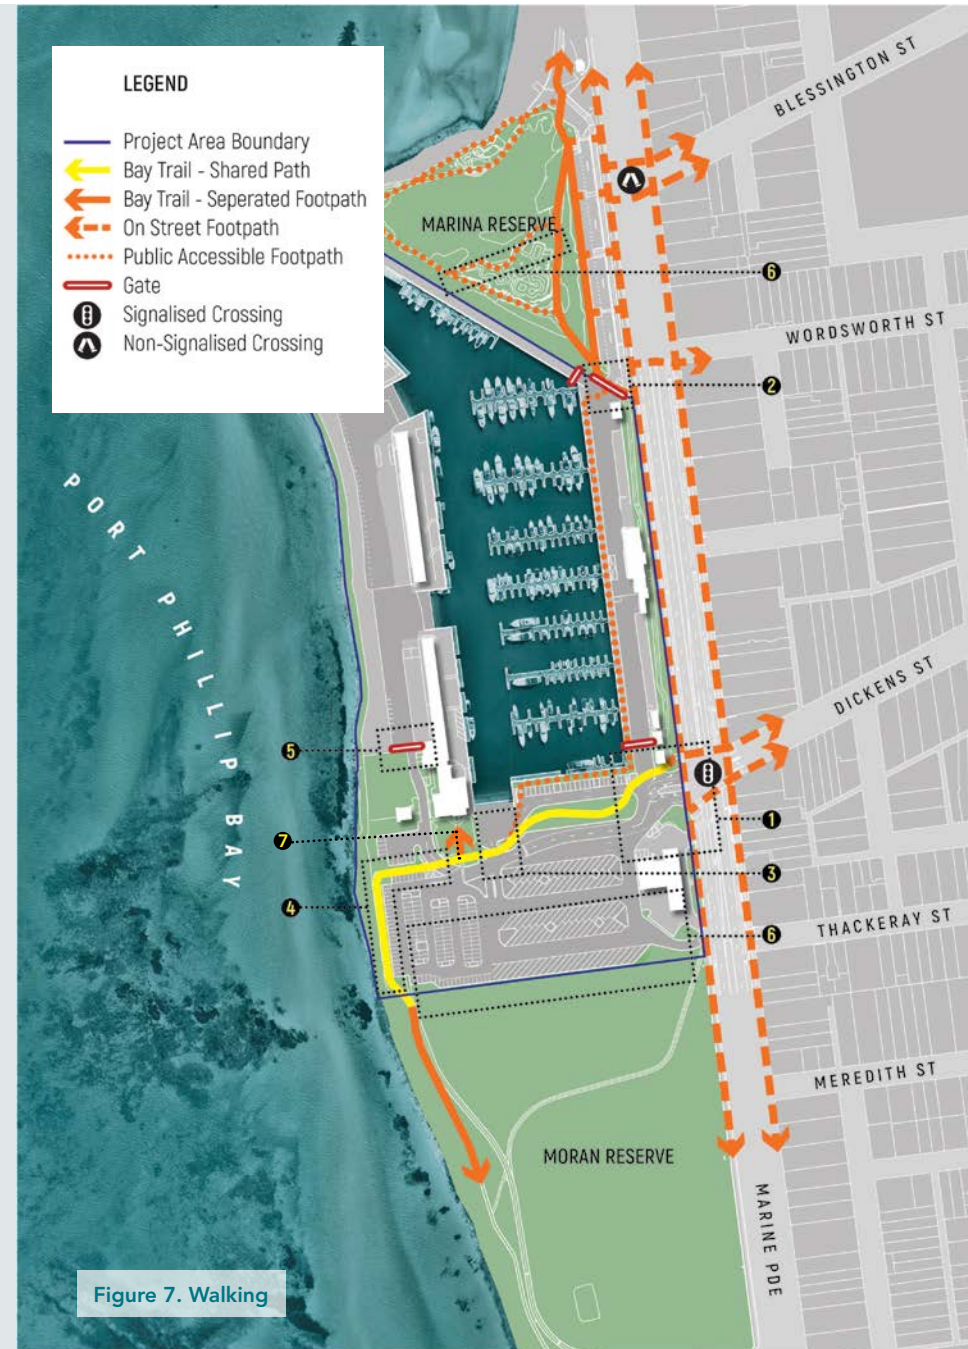 LEGEND
Project Area Boundary
Bay Trail - Shared Path
Bay Trail - Seperated Footpath
On Street Footpath
Public Accessible Footpath
Gate
Signalised Crossing
Non-Signalised Crossing
BLESSINGTON ST
MARINA RESERVE
6
WORDSWORTH ST
2
PORT PHILLIP BAY
DICKENS ST
5
1
7
3
4
THACKERAY ST
6
MEREDITH ST
MORAN RESERVE
MARINE PDE
Figure 7. Walking